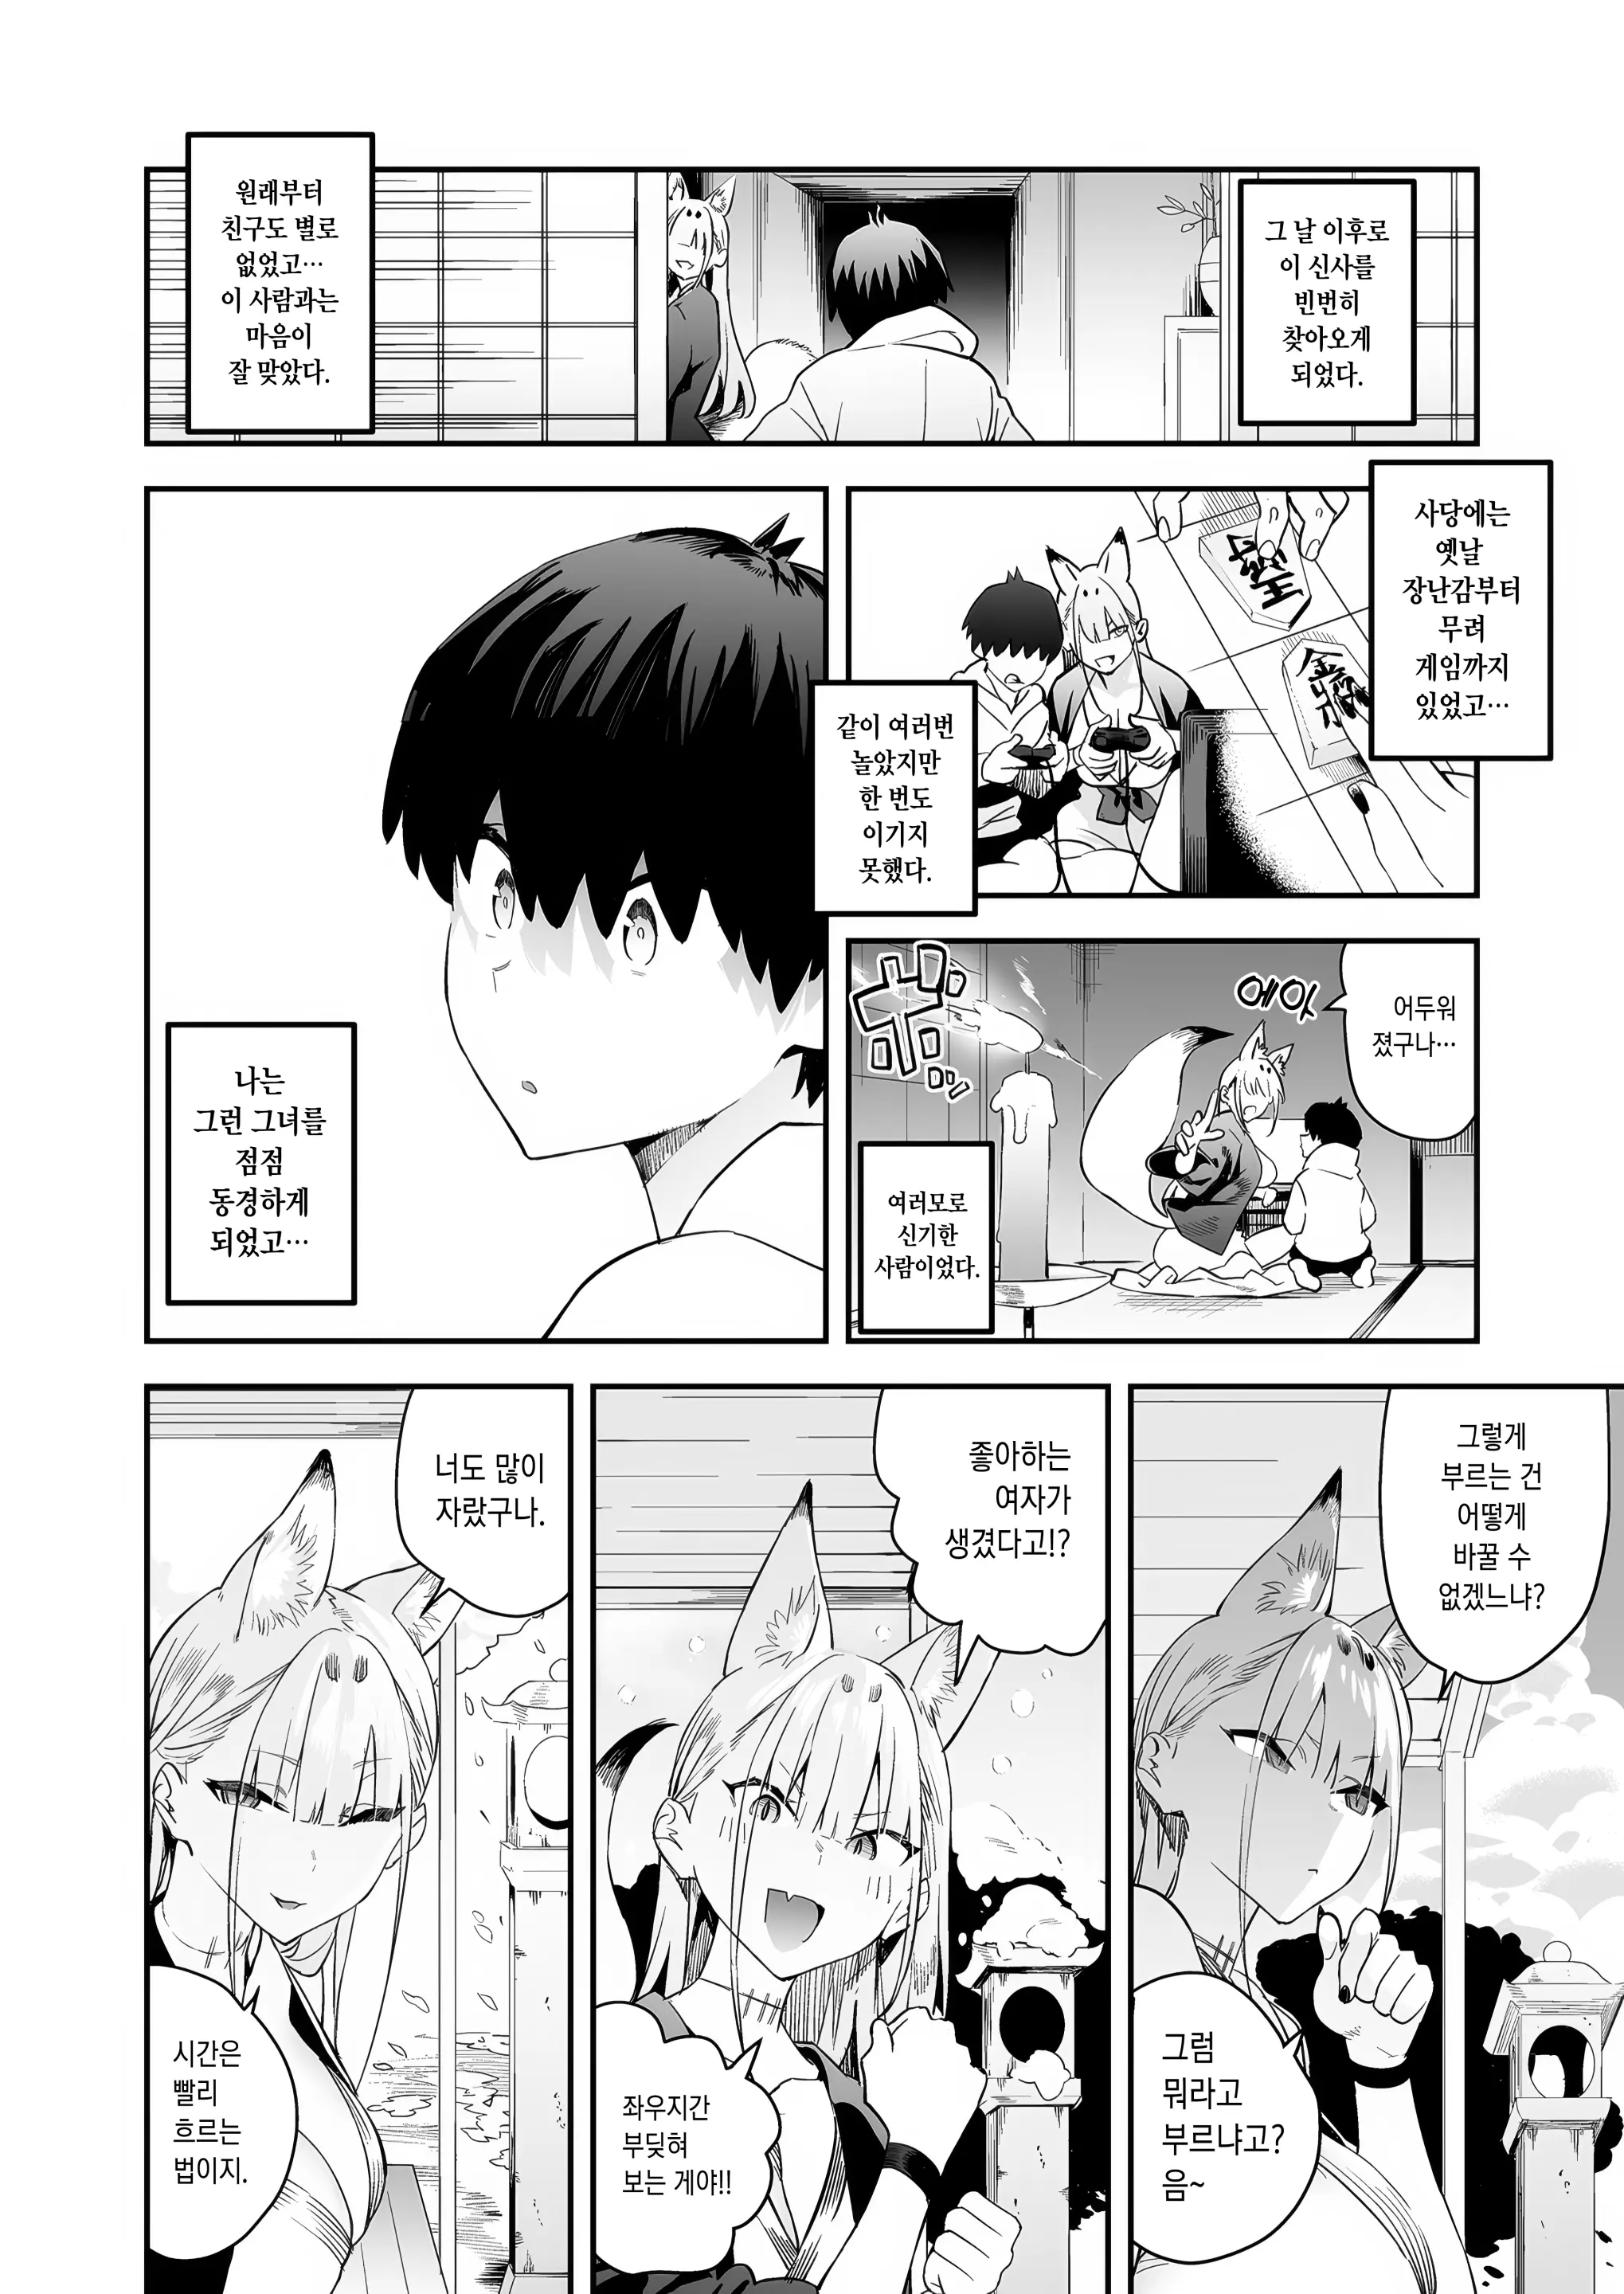 그 날 이후로
이 신사를
빈번히
찾아오게
되었다.
원래부터
친구도 별로
없었고…
이 사람과는
마음이
잘 맞았다.
사당에는
옛날
장난감부터
무려
게임까지
있었고…
같이 여러번
놀았지만
한 번도
이기지
못했다.
어두워
졌구나…
에이
여러모로
신기한
사람이었다.
나는
그런 그녀를
점점
동경하게
되었고…
그렇게
부르는 건
어떻게
바꿀 수
없겠느냐?
그럼
뭐라고
부르냐고?
음~
좋아하는
여자가
생겼다고!?
좌우지간
부딪혀
보는 게야!!
너도 많이
자랐구나.
시간은
빨리
흐르는
법이지.